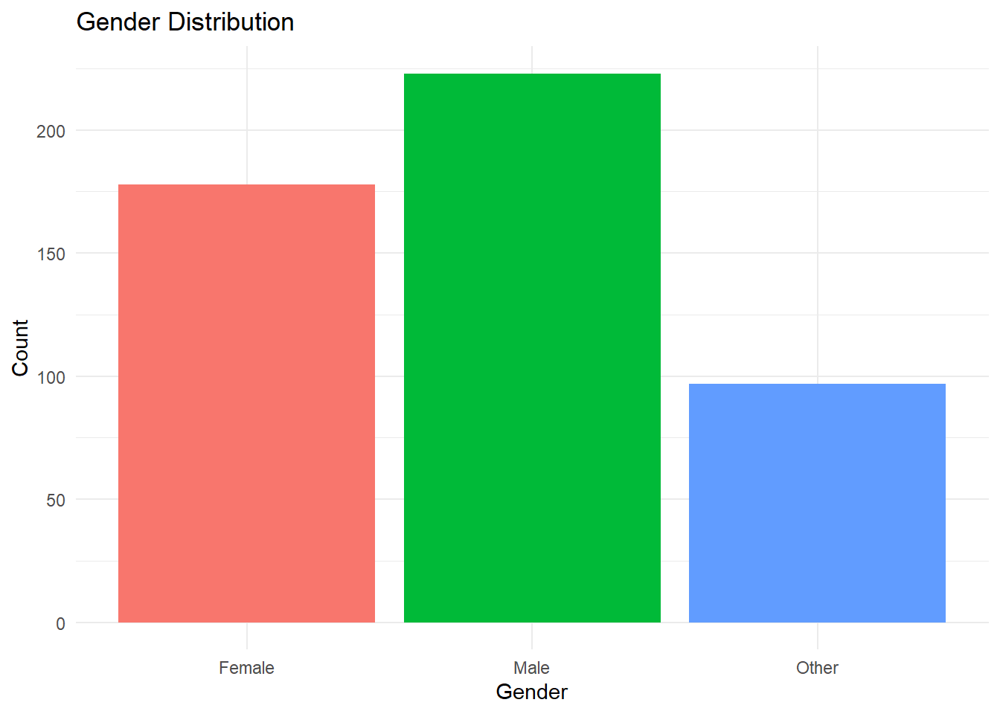 Gender Distribution
Count
200
150
100
50
0
Female
Male
Other
Gender